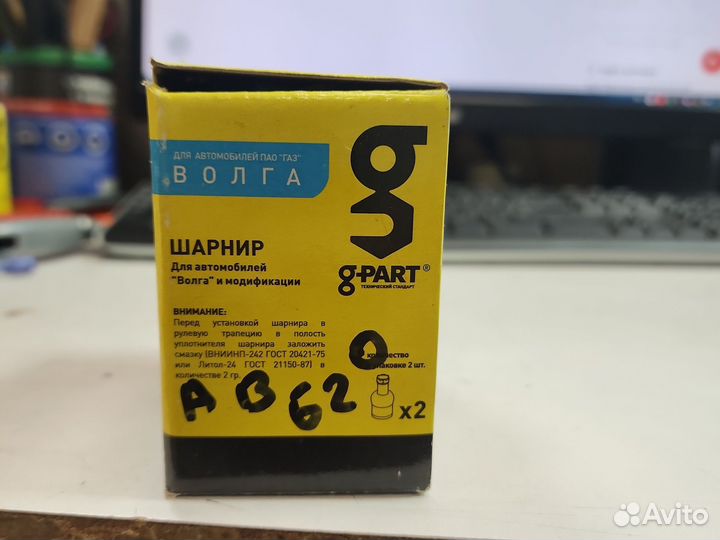 ДЛЯ АВТОМОБИЛЕЙ ПАО "ГАЗ"
ВОЛГА
ШАРНИР
Для автомобилей
"Волга" и модификации
g-PART®
ТЕХНИЧЕСКИЙ СТАНДАРТ
ВНИМАНИЕ:
Перед установкой шарнира в
рулевую трапецию в полость
уплотнителя шарнира заложить
смазку (ВНИИНП-242 ГОСТ 20421-75
или Литол-24 ГОСТ 21150-87) в
количестве 2 гр.
количество
упаковке 2 шт.
x2
АВ620
Avito